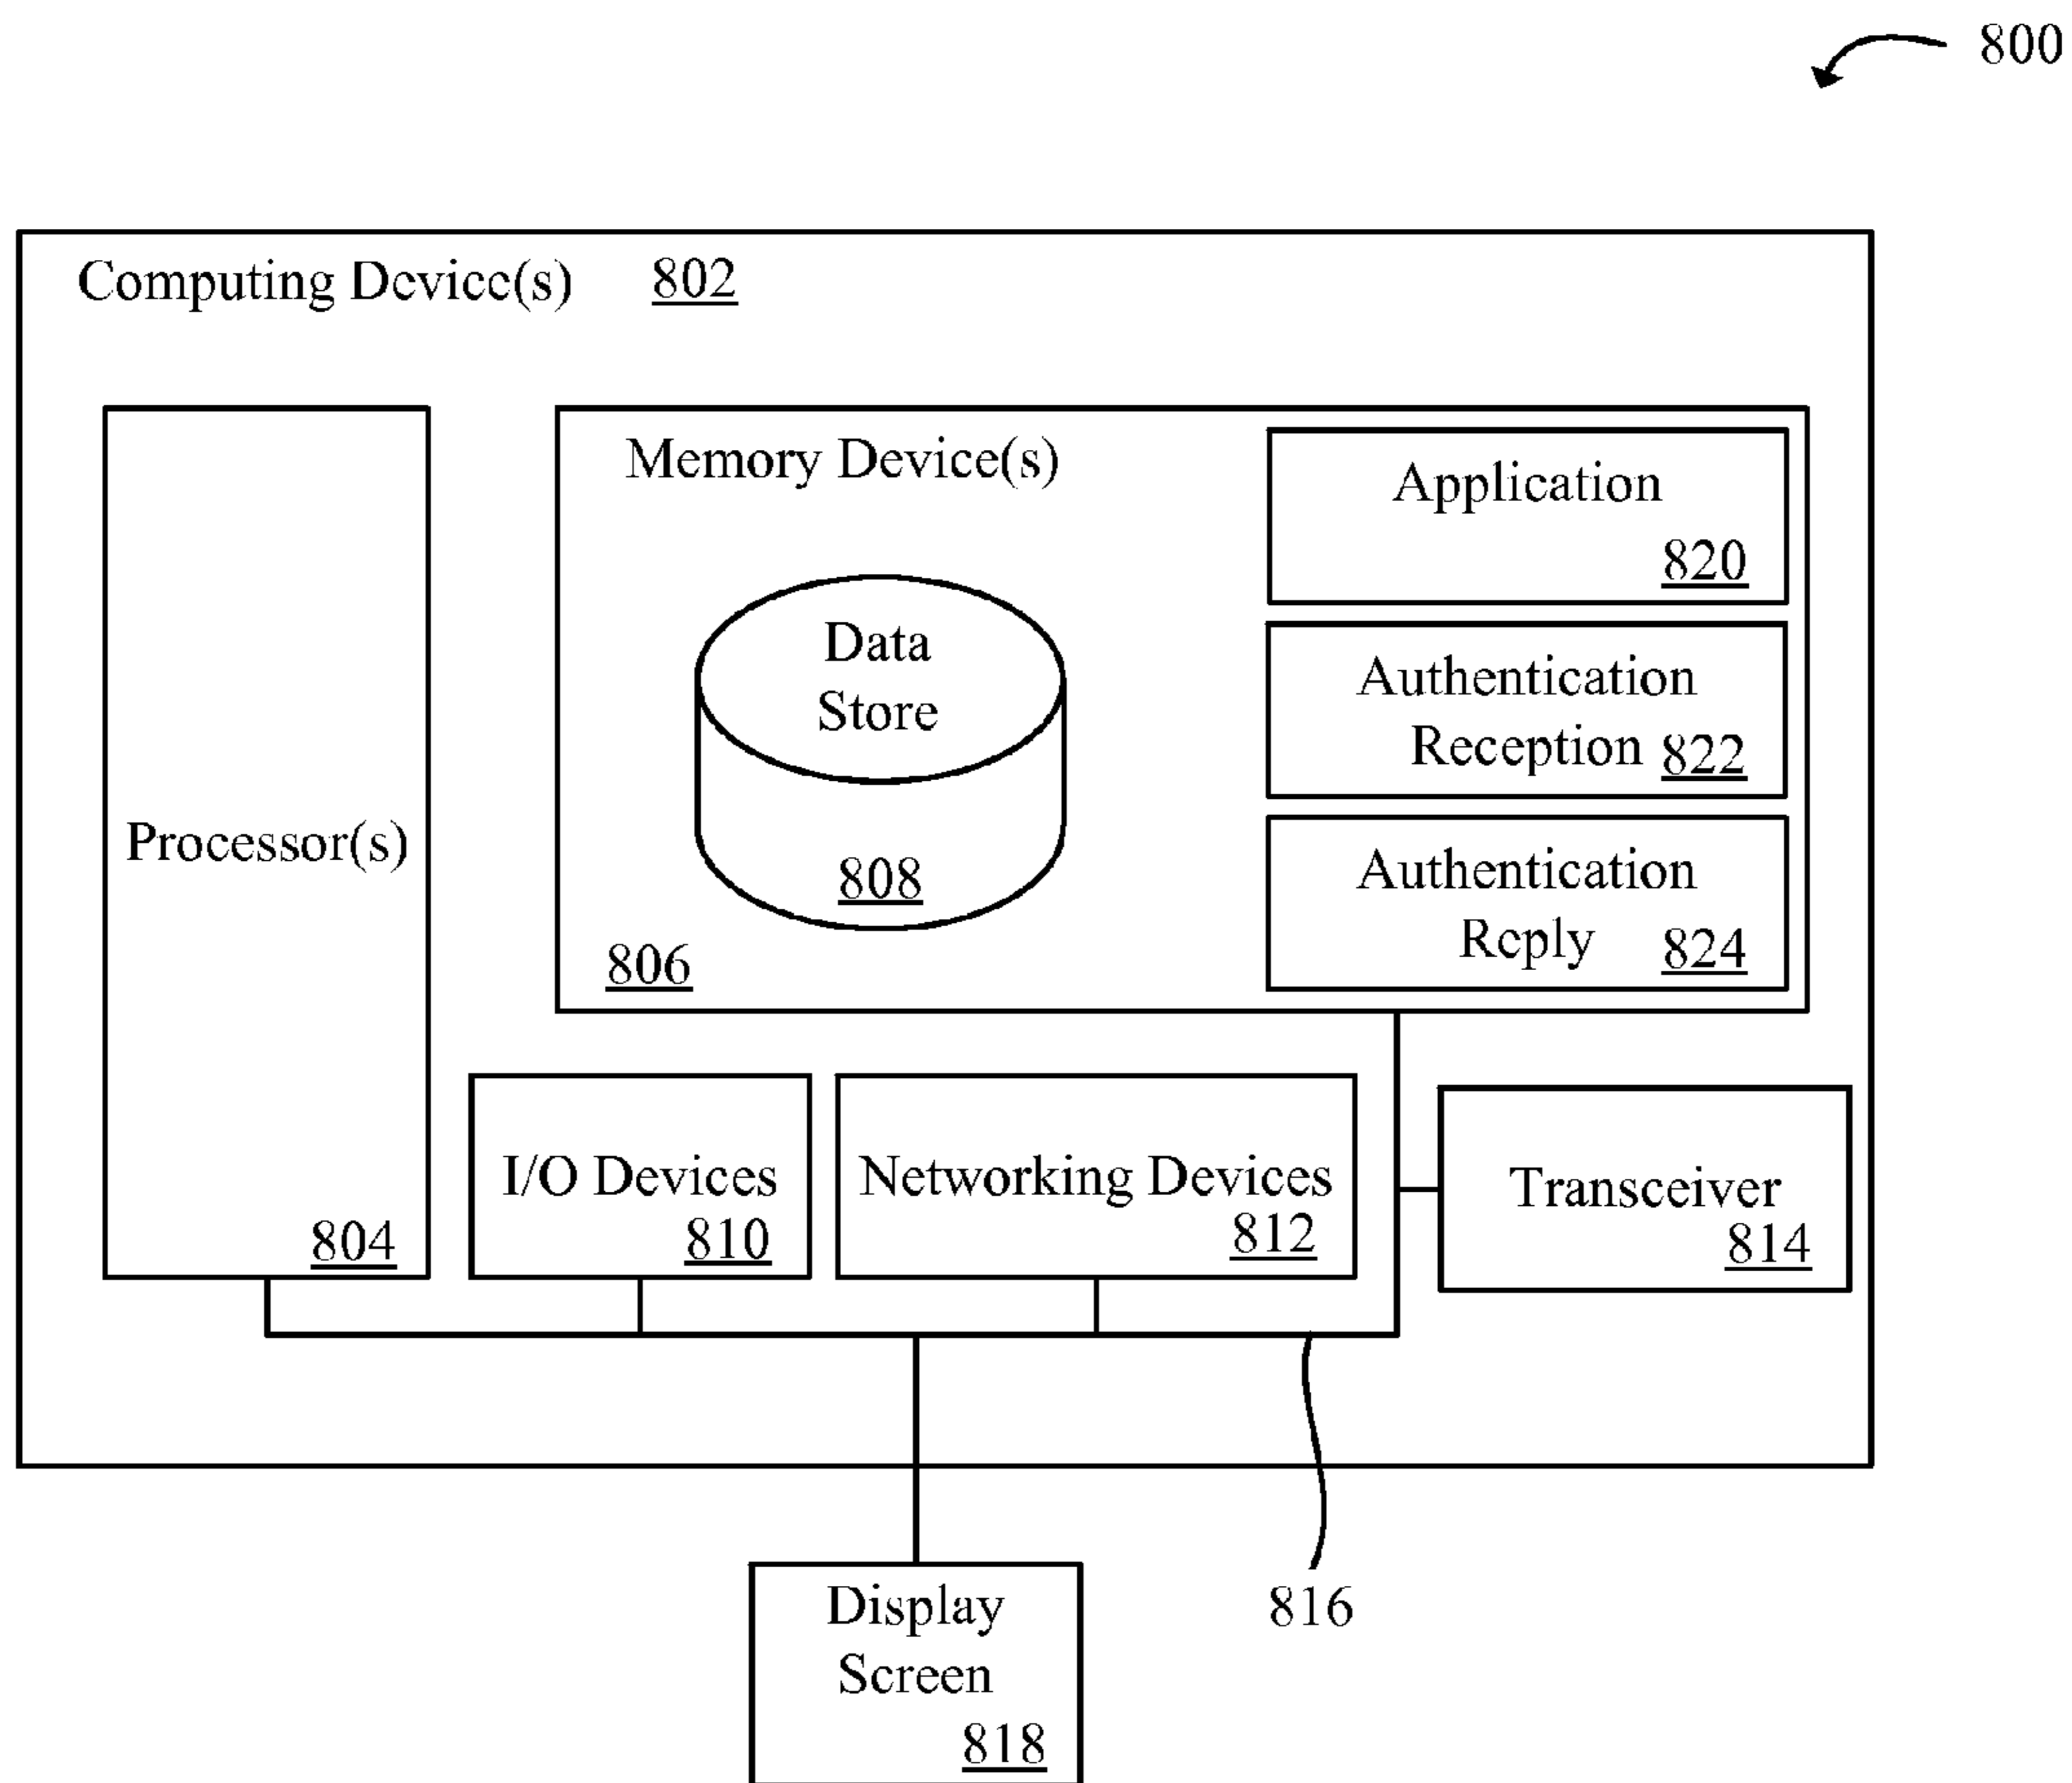 800
Computing Device(s) 802
Memory Device(s)
Application
820
Data
Store
Authentication
Reception 822
Processor(s)
808
Authentication
Reply 824
806
I/O Devices
810
Networking Devices
812
Transceiver
814
804
816
Display
Screen
818